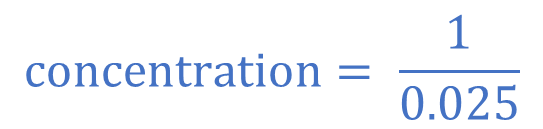 concentration = 1/0.025